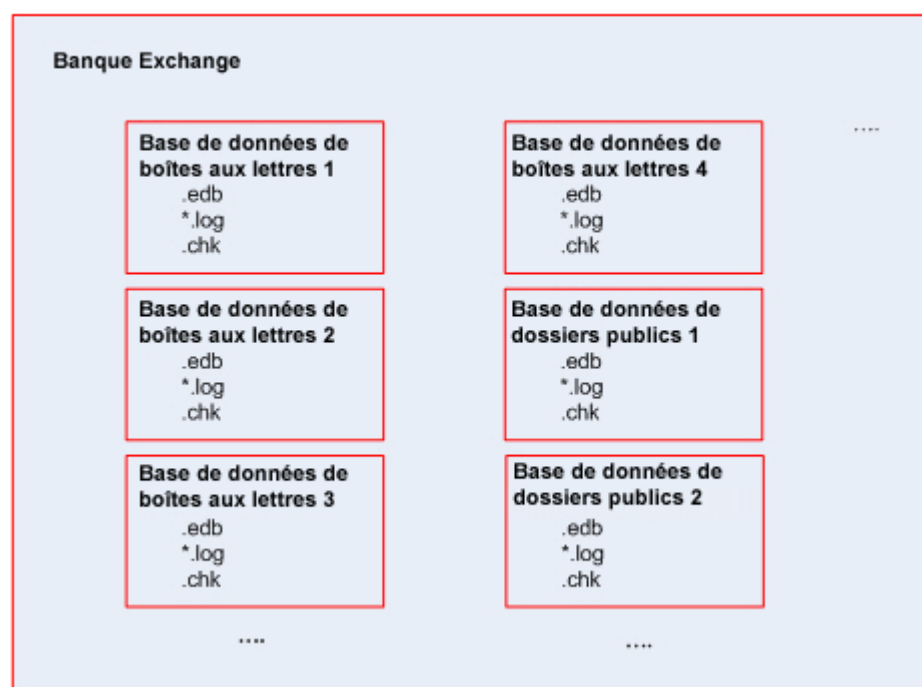 Banque Exchange
Base de données de
boîtes aux lettres 1
.edb
*.log
.chk
Base de données de
boîtes aux lettres 2
.edb
*.log
.chk
Base de données de
boîtes aux lettres 3
.edb
*.log
.chk
....
Base de données de
boîtes aux lettres 4
.edb
*.log
.chk
Base de données de
dossiers publics 1
.edb
*.log
.chk
Base de données de
dossiers publics 2
.edb
*.log
.chk
....
....